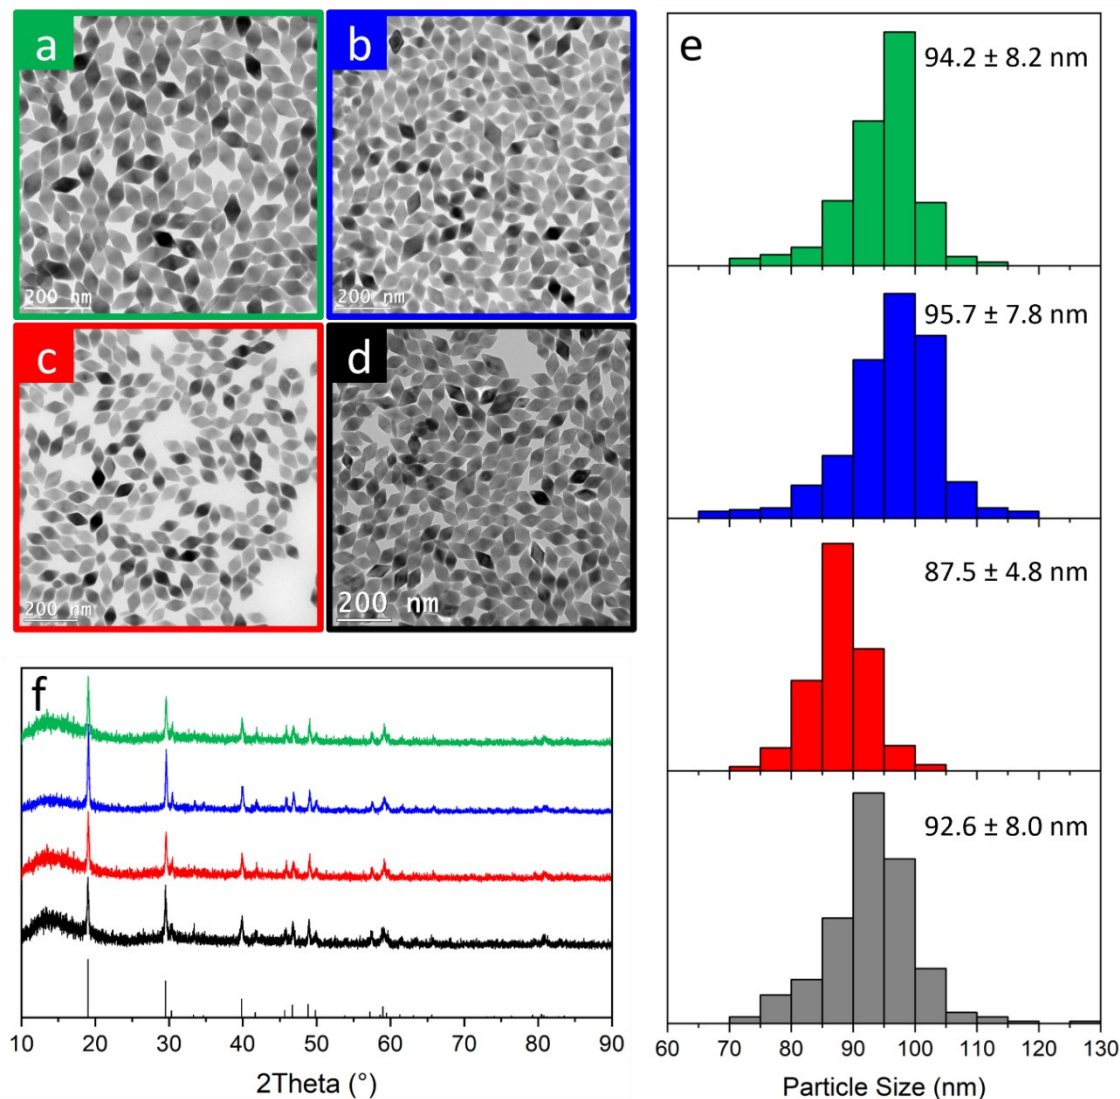 a
200 nm
b
200 nm
c
200 nm
d
200 nm
e
94.2 ± 8.2 nm
95.7 ± 7.8 nm
87.5 ± 4.8 nm
92.6 ± 8.0 nm
60 70 80 90 100 110 120 130
Particle Size (nm)
f
10 20 30 40 50 60 70 80 90
2Theta (°)